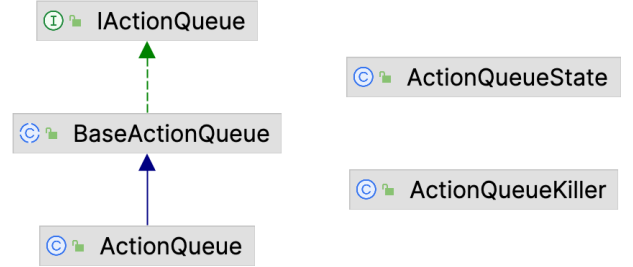 I IActionQueue
C BaseActionQueue
C ActionQueue
C ActionQueueState
C ActionQueueKiller